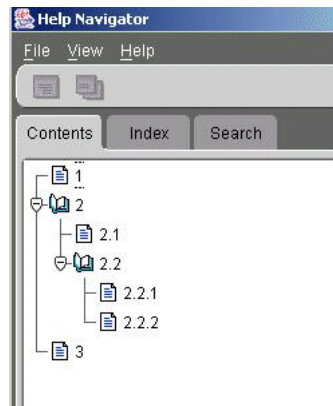 Help Navigator
File View Help
Contents Index Search
1
2
2.1
2.2
2.2.1
2.2.2
3